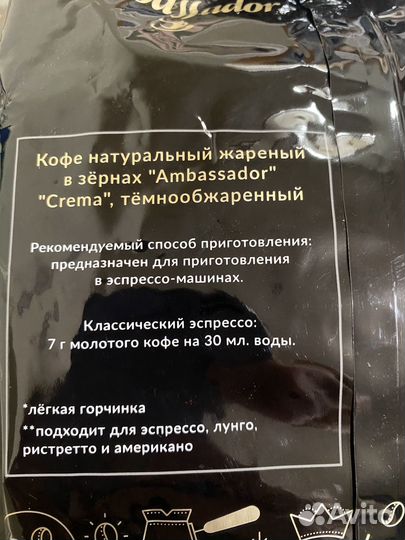 Кофе натуральный жареный
в зёрнах "Ambassador"
"Crema", тёмнообжаренный
Рекомендуемый способ приготовления:
предназначен для приготовления
в эспрессо-машинах.
Классический эспрессо:
7 г молотого кофе на 30 мл. воды.
*лёгкая горчинка
**подходит для эспрессо, лунго,
ристретто и американо
Avito